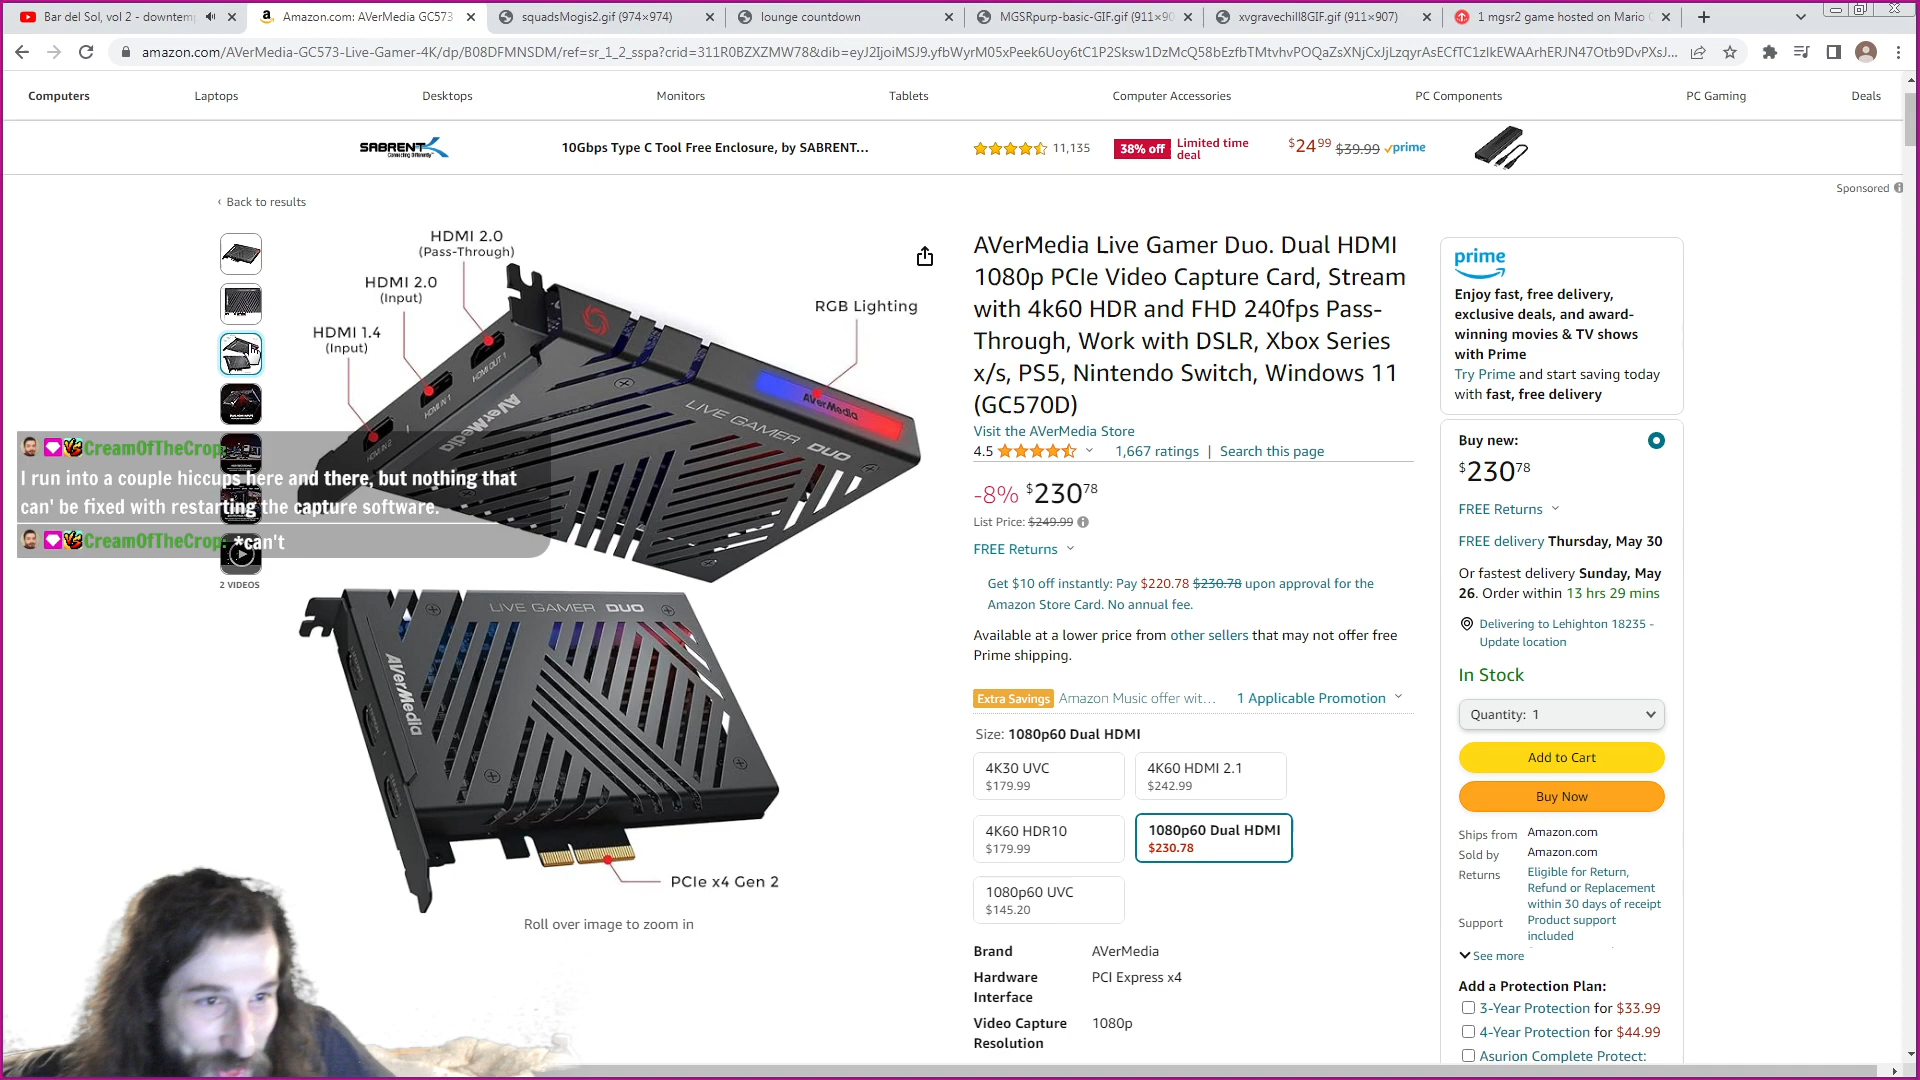 Bar del Sol, vol 2 - downtemp
Amazon.com: AVerMedia GC573
squadsMogis2.gif (974×974)
lounge countdown
MGSRpurp-basic-GIF.gif (911×90
xvgravechill8GIF.gif (911×907)
1 mgsr2 game hosted on Mario
Computers
Laptops
Desktops
Monitors
Tablets
Computer Accessories
PC Components
PC Gaming
Deals
SABRENT
Connecting Differently
10Gbps Type C Tool Free Enclosure, by SABRENT...
11,135
38% off
Limited time
deal
$24.99 $39.99 prime
Sponsored
‹ Back to results
HDMI 2.0
(Pass-Through)
HDMI 2.0
(Input)
HDMI 1.4
(Input)
RGB Lighting
HDMI OUT 1
HDMI IN 1
HDMI IN 2
AVerMedia
LIVE GAMER DUO
AVerMedia
CreamOfTheCrop:
I run into a couple hiccups here and there, but nothing that
can' be fixed with restarting the capture software.
CreamOfTheCrop: *can't
2 VIDEOS
LIVE GAMER DUO
AVerMedia
PCIe x4 Gen 2
Roll over image to zoom in
AVerMedia Live Gamer Duo. Dual HDMI
1080p PCIe Video Capture Card, Stream
with 4k60 HDR and FHD 240fps Pass-
Through, Work with DSLR, Xbox Series
x/s, PS5, Nintendo Switch, Windows 11
(GC570D)
Visit the AVerMedia Store
4.5 1,667 ratings | Search this page
-8% $230.78
List Price: $249.99
FREE Returns
Get $10 off instantly: Pay $220.78 $230.78 upon approval for the
Amazon Store Card. No annual fee.
Available at a lower price from other sellers that may not offer free
Prime shipping.
Extra Savings Amazon Music offer wit... 1 Applicable Promotion
Size: 1080p60 Dual HDMI
4K30 UVC
$179.99
4K60 HDMI 2.1
$242.99
4K60 HDR10
$179.99
1080p60 Dual HDMI
$230.78
1080p60 UVC
$145.20
Brand AVerMedia
Hardware
Interface
PCI Express x4
Video Capture
Resolution
1080p
prime
Enjoy fast, free delivery,
exclusive deals, and award-
winning movies & TV shows
with Prime
Try Prime and start saving today
with fast, free delivery
Buy new:
$230.78
FREE Returns
FREE delivery Thursday, May 30
Or fastest delivery Sunday, May
26. Order within 13 hrs 29 mins
Delivering to Lehighton 18235 -
Update location
In Stock
Quantity: 1
Add to Cart
Buy Now
Ships from Amazon.com
Sold by Amazon.com
Returns Eligible for Return,
Refund or Replacement
within 30 days of receipt
Support Product support
included
See more
Add a Protection Plan:
3-Year Protection for $33.99
4-Year Protection for $44.99
Asurion Complete Protect: